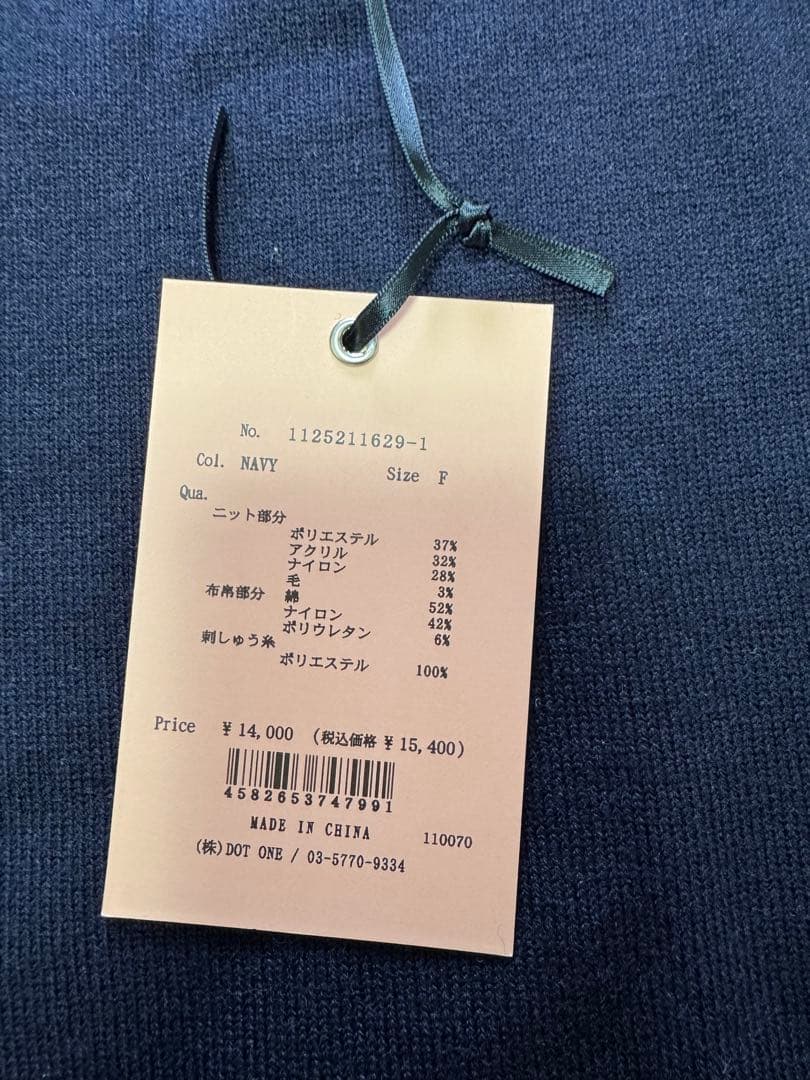 No. 1125211629-1
Col. NAVY Size F
Qua.
ニット部分
ポリエステル 37%
アクリル 32%
ナイロン 28%
毛 3%
布帛部分 綿 52%
ナイロン 42%
ポリウレタン 6%
刺しゅう糸
ポリエステル 100%
Price ¥ 14,000 (税込価格 ¥ 15,400)
4582653747991
MADE IN CHINA 110070
(株)DOT ONE / 03-5770-9334